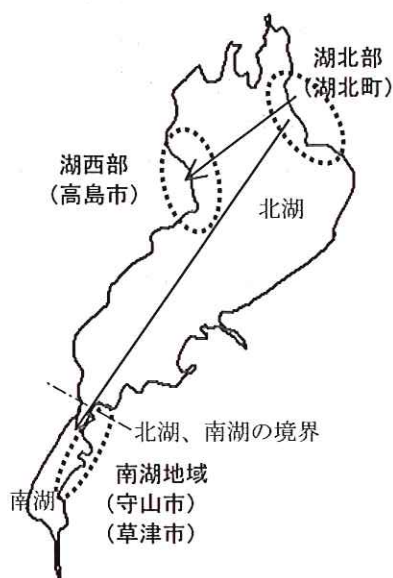 湖北部
(湖北町)
湖西部
(高島市)
北湖
北湖、南湖の境界
南湖
南湖地域
(守山市)
(草津市)